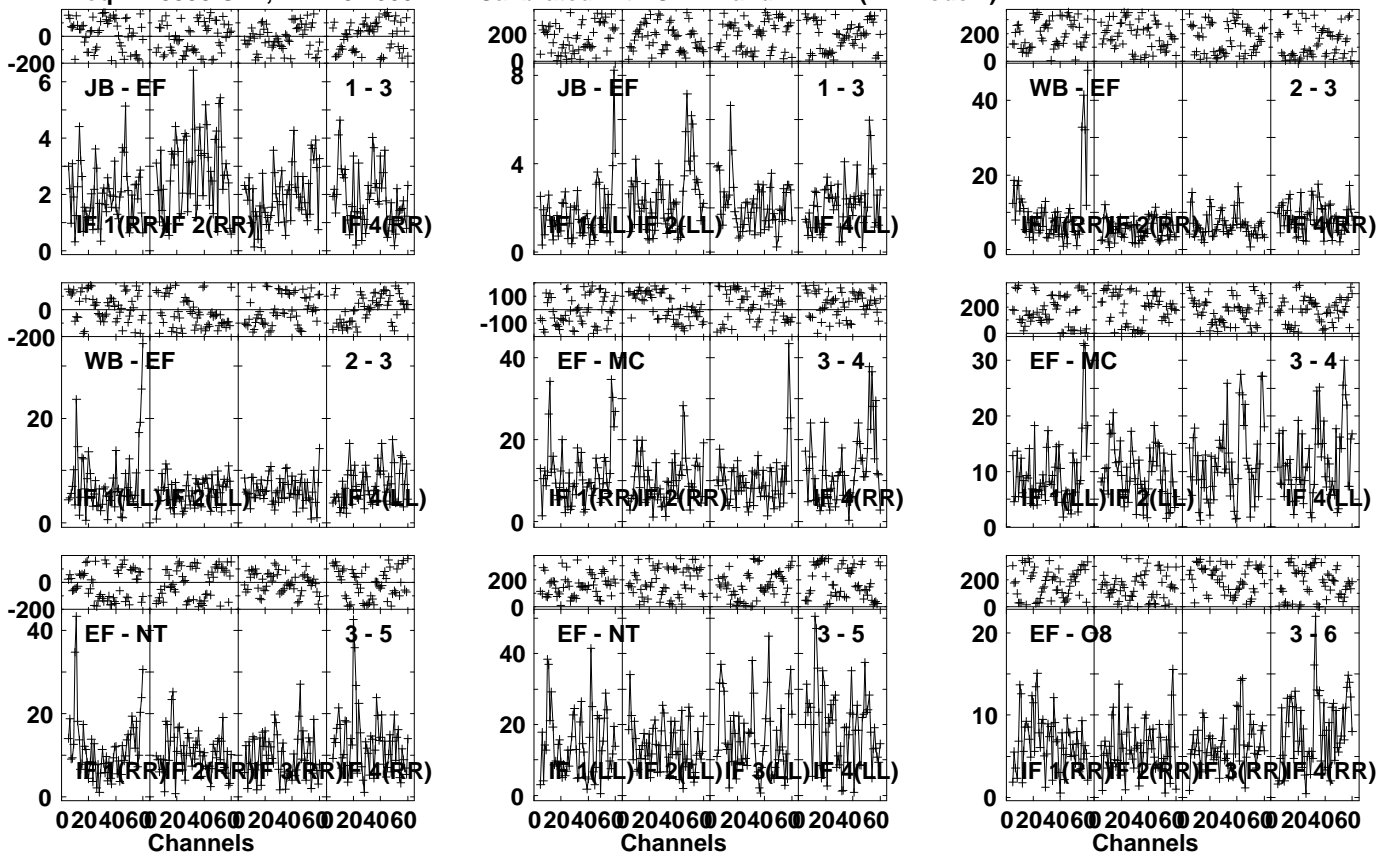 0
-200
6
4
2
0
JB - EF
1 - 3
IF 1(RR)
IF 2(RR)
IF 4(RR)
200
0
8
4
0
JB - EF
1 - 3
IF 1(LL)
IF 2(LL)
IF 4(LL)
200
0
40
20
0
WB - EF
2 - 3
IF 1(RR)
IF 2(RR)
IF 4(RR)
0
-200
20
0
WB - EF
2 - 3
IF 1(LL)
IF 2(LL)
IF 4(LL)
100
-100
40
20
0
EF - MC
3 - 4
IF 1(RR)
IF 2(RR)
IF 4(RR)
200
0
30
20
10
0
EF - MC
3 - 4
IF 1(LL)
IF 2(LL)
IF 4(LL)
0
-200
40
20
0
EF - NT
3 - 5
IF 1(RR)
IF 2(RR)
IF 3(RR)
IF 4(RR)
200
0
40
20
0
EF - NT
3 - 5
IF 1(LL)
IF 2(LL)
IF 3(LL)
IF 4(LL)
200
0
20
10
0
EF - O8
3 - 6
IF 1(RR)
IF 2(RR)
IF 3(RR)
IF 4(RR)
0 20 40 60 0 20 40 60 0 20 40 60 0 20 40 60
Channels
0 20 40 60 0 20 40 60 0 20 40 60 0 20 40 60
Channels
0 20 40 60 0 20 40 60 0 20 40 60 0 20 40 60
Channels